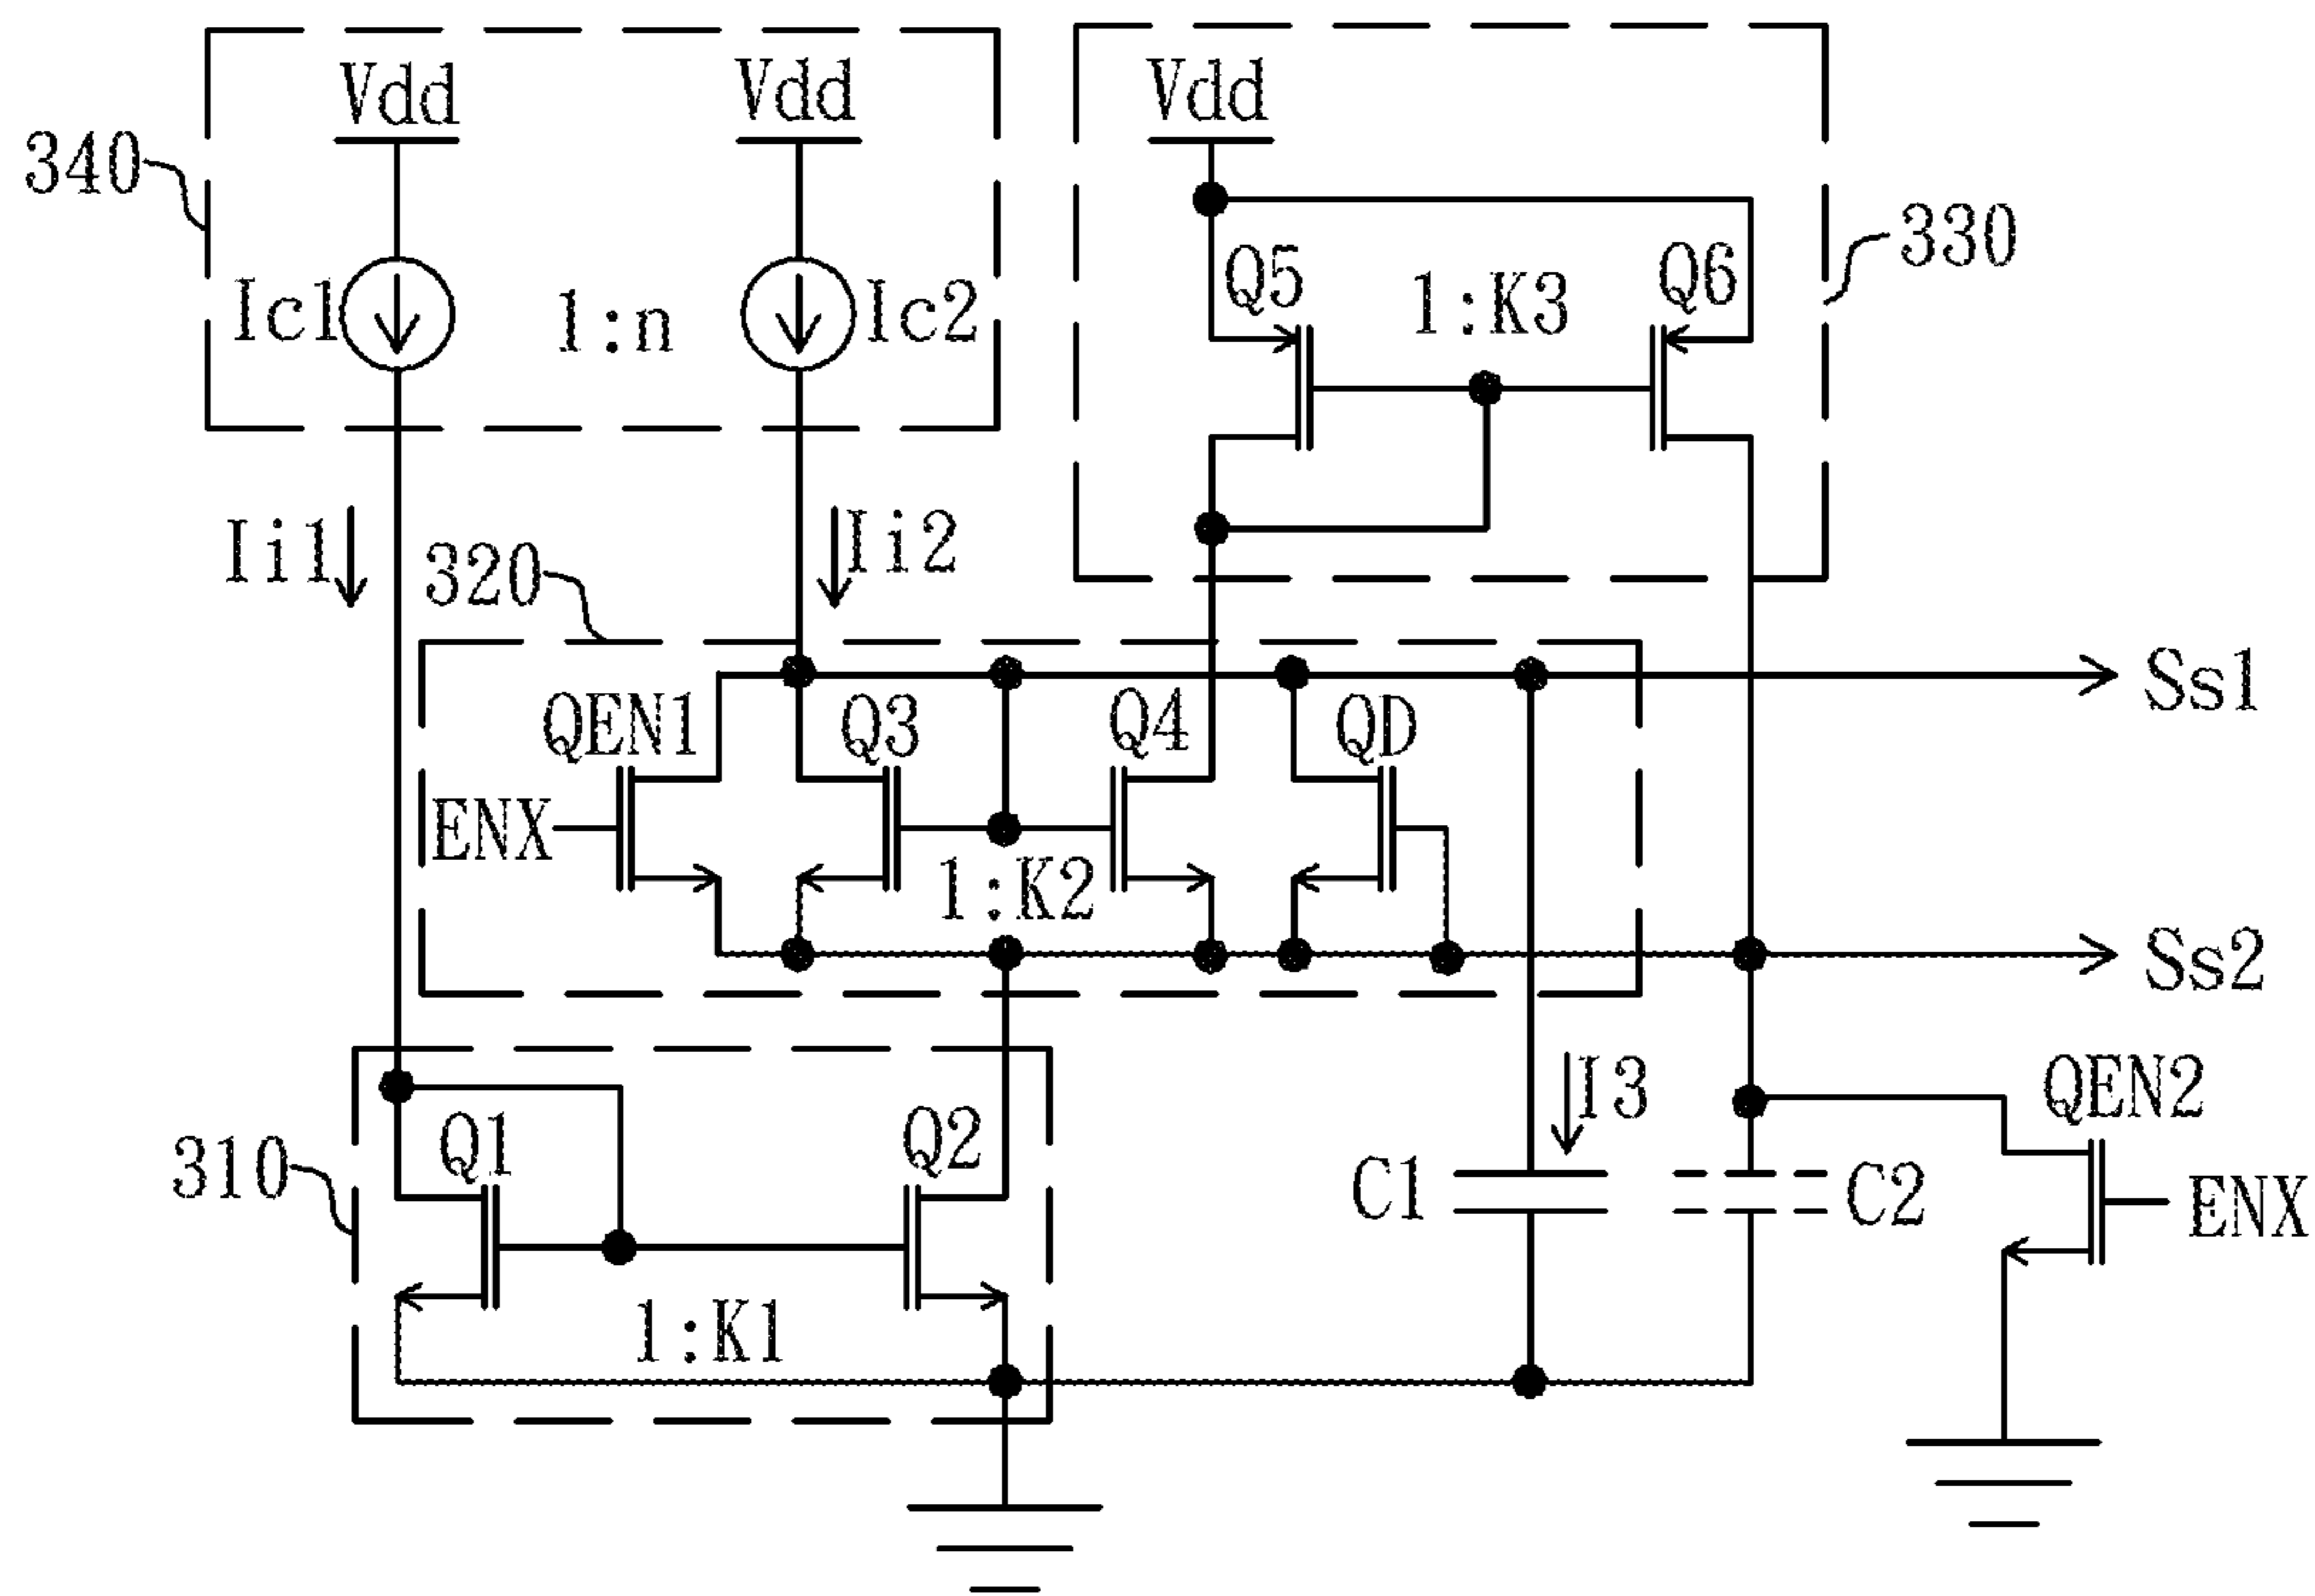 Vdd
Vdd
Vdd
340
330
Q5
1:K3
Q6
Ic1
1:n
Ic2
Ii1
Ii2
320
Ss1
QEN1
Q3
Q4
QD
ENX
1:K2
Ss2
I3
QEN2
310
Q1
Q2
C1
C2
ENX
1:K1